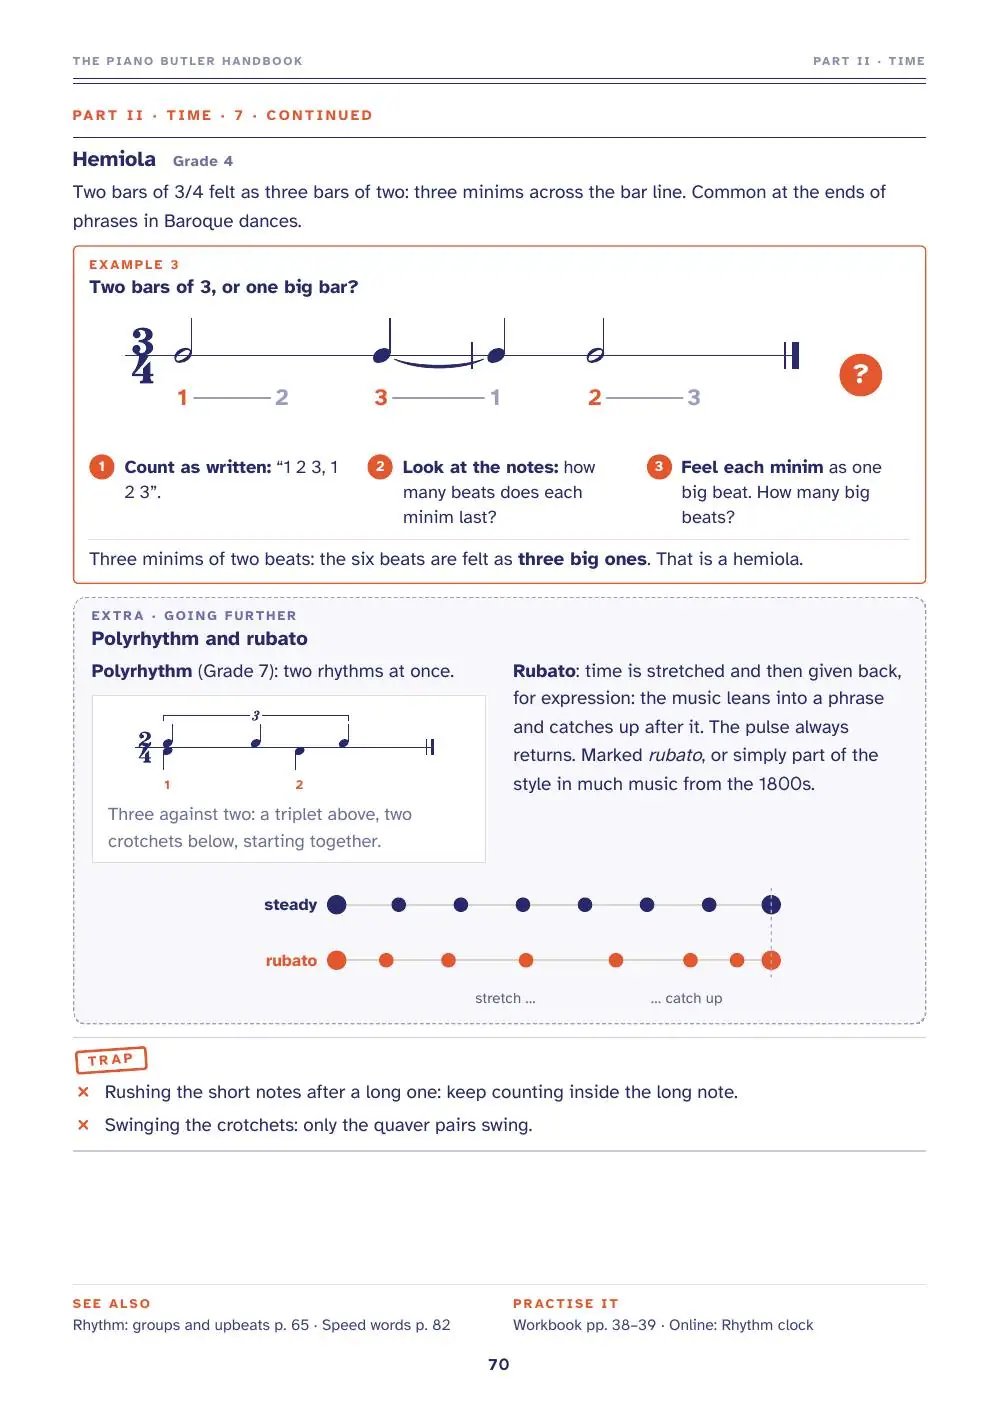 THE PIANO BUTLER HANDBOOK
PART II · TIME
PART II · TIME · 7 · CONTINUED
Hemiola Grade 4
Two bars of 3/4 felt as three bars of two: three minims across the bar line. Common at the ends of
phrases in Baroque dances.
EXAMPLE 3
Two bars of 3, or one big bar?
3
4
1 2 3 1 2 3
?
1 Count as written: “1 2 3, 1
2 3”.
2 Look at the notes: how
many beats does each
minim last?
3 Feel each minim as one
big beat. How many big
beats?
Three minims of two beats: the six beats are felt as three big ones. That is a hemiola.
EXTRA · GOING FURTHER
Polyrhythm and rubato
Polyrhythm (Grade 7): two rhythms at once.
3
2
4
1 2
Three against two: a triplet above, two
crotchets below, starting together.
Rubato: time is stretched and then given back,
for expression: the music leans into a phrase
and catches up after it. The pulse always
returns. Marked rubato, or simply part of the
style in much music from the 1800s.
steady
rubato
stretch ... ... catch up
TRAP
× Rushing the short notes after a long one: keep counting inside the long note.
× Swinging the crotchets: only the quaver pairs swing.
SEE ALSO
Rhythm: groups and upbeats p. 65 · Speed words p. 82
PRACTISE IT
Workbook pp. 38–39 · Online: Rhythm clock
70